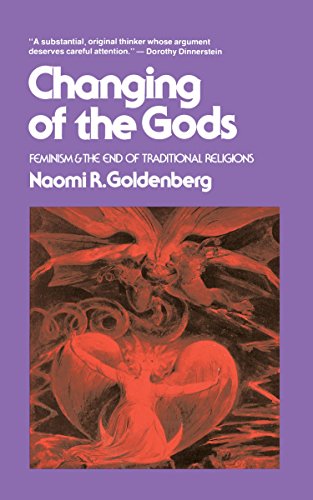 "A substantial, original thinker whose argument
deserves careful attention." — Dorothy Dinnerstein
Changing
of the Gods
FEMINISM & THE END OF TRADITIONAL RELIGIONS
Naomi R. Goldenberg